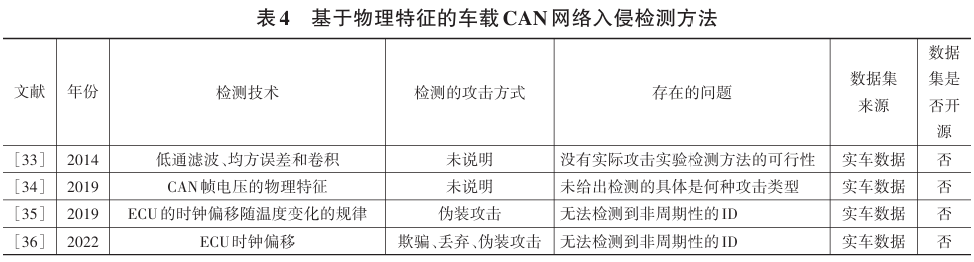 表4 基于物理特征的车载CAN网络入侵检测方法
文献 年份 检测技术 检测的攻击方式 存在的问题 数据集来源 数据集是否开源
[33] 2014 低通滤波、均方误差和卷积 未说明 没有实际攻击实验检测方法的可行性 实车数据 否
[34] 2019 CAN帧电压的物理特征 未说明 未给出检测的具体是何种攻击类型 实车数据 否
[35] 2019 ECU的时钟偏移随温度变化的规律 伪装攻击 无法检测到非周期性的ID 实车数据 否
[36] 2022 ECU时钟偏移 欺骗、丢弃、伪装攻击 无法检测到非周期性的ID 实车数据 否